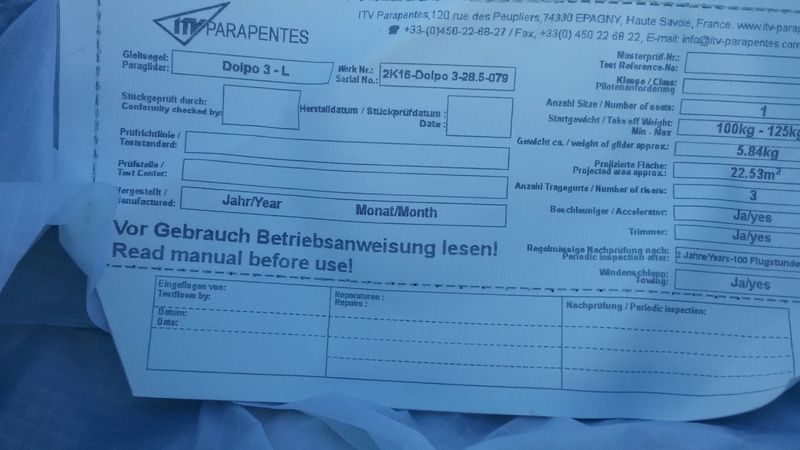 ITV PARAPENTES
ITV Parapentes, 120 rue des Peupliers, 74330 EPAGNY, Haute Savois, France. www.itv-para
☎ +33-(0)450-22-68-27 / Fax, +33(0) 450 22 68 22, E-mail: info@itv-parapentes.com
Gleitsegel:
Paraglider:
Dolpo 3 - L
Werk Nr.:
Serial No.:
2K16-Dolpo 3-28.5-079
Stückgeprüft durch:
Conformity checked by:
Herstelldatum / Stückprüfdatum :
Date :
Prüfrichtlinie /
Teststandard:
Prüfstelle /
Test Center:
Hergestellt /
Manufactured:
Jahr/Year
Monat/Month
Vor Gebrauch Betriebsanweisung lesen!
Read manual before use!
Musterprüf-Nr.:
Test Reference-No:
Klasse / Class:
Pilotenanforderung
Anzahl Sitze / Number of seats:
1
Startgewicht / Take off Weight:
Min - Max
100kg - 125kg
Gewicht ca. / weight of glider approx.:
5.84kg
Projizierte Fläche:
Projected area approx.:
22.53m²
Anzahl Tragegurte / Number of risers:
3
Beschleuniger / Accelerator:
Ja/yes
Trimmer:
Ja/yes
Regelmässige Nachprüfung nach:
Periodic inspection after:
2 Jahre/Years-100 Flugstunde
Windenschlepp:
Towing:
Ja/yes
Eingeflogen von:
Testflown by:
Datum:
Date:
Reparaturen :
Repairs :
Nachprüfung / Periodic inspection: